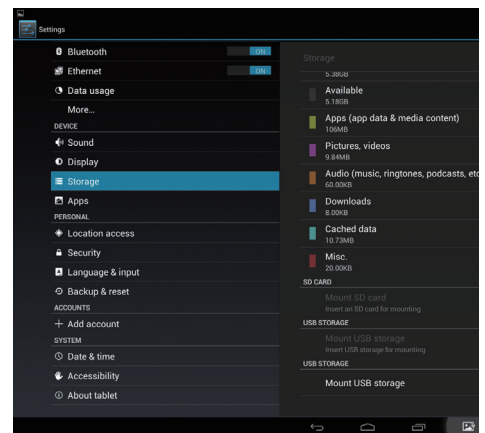 Settings
Bluetooth ON
Ethernet ON
Data usage
More...
DEVICE
Sound
Display
Storage
Apps
PERSONAL
Location access
Security
Language & input
Backup & reset
ACCOUNTS
Add account
SYSTEM
Date & time
Accessibility
About tablet
Storage
5.38GB
Available
5.18GB
Apps (app data & media content)
106MB
Pictures, videos
9.84MB
Audio (music, ringtones, podcasts, etc
60.00KB
Downloads
8.00KB
Cached data
10.73MB
Misc.
20.00KB
SD CARD
Mount SD card
Insert an SD card for mounting
USB STORAGE
Mount USB storage
Insert USB storage for mounting
USB STORAGE
Mount USB storage